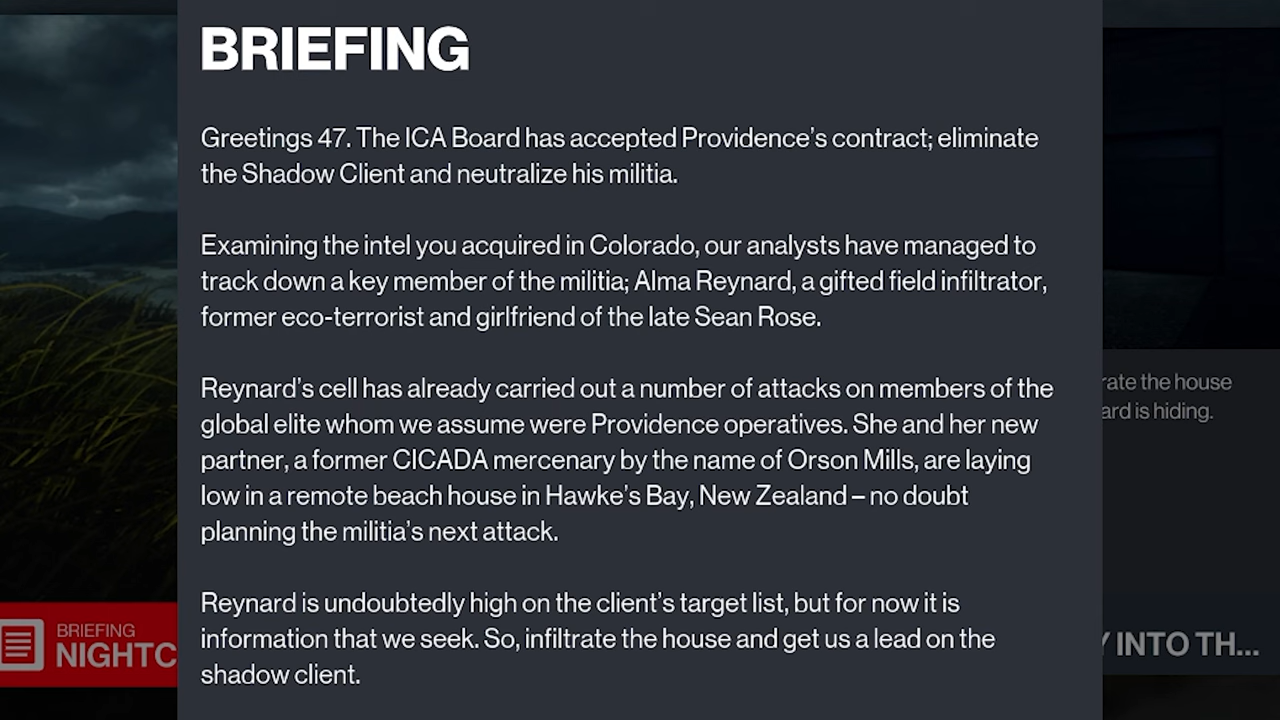 BRIEFING
Greetings 47. The ICA Board has accepted Providence’s contract; eliminate
the Shadow Client and neutralize his militia.
Examining the intel you acquired in Colorado, our analysts have managed to
track down a key member of the militia; Alma Reynard, a gifted field infiltrator,
former eco-terrorist and girlfriend of the late Sean Rose.
Reynard’s cell has already carried out a number of attacks on members of the
global elite whom we assume were Providence operatives. She and her new
partner, a former CICADA mercenary by the name of Orson Mills, are laying
low in a remote beach house in Hawke’s Bay, New Zealand – no doubt
planning the militia’s next attack.
Reynard is undoubtedly high on the client’s target list, but for now it is
information that we seek. So, infiltrate the house and get us a lead on the
shadow client.
rate the house
ard is hiding.
BRIEFING
NIGHTC
Y INTO TH...